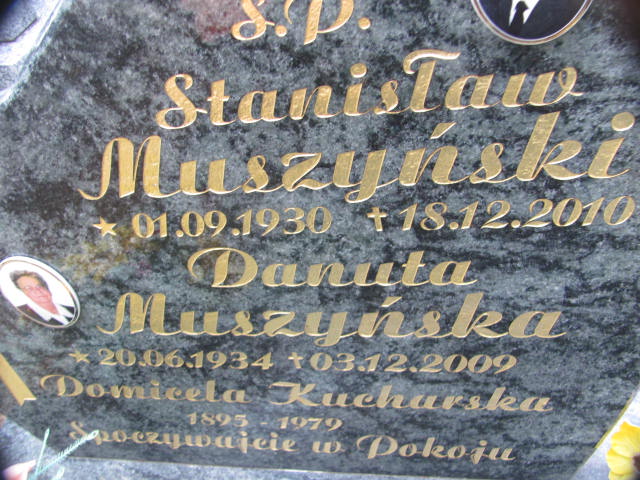 Ś.P.
Stanisław
Muszyński
★ 01.09.1930 ✝ 18.12.2010
Danuta
Muszyńska
★ 20.06.1934 ✝ 03.12.2009
Domicela Kucharska
1895 - 1979
Spoczywajcie w Pokoju